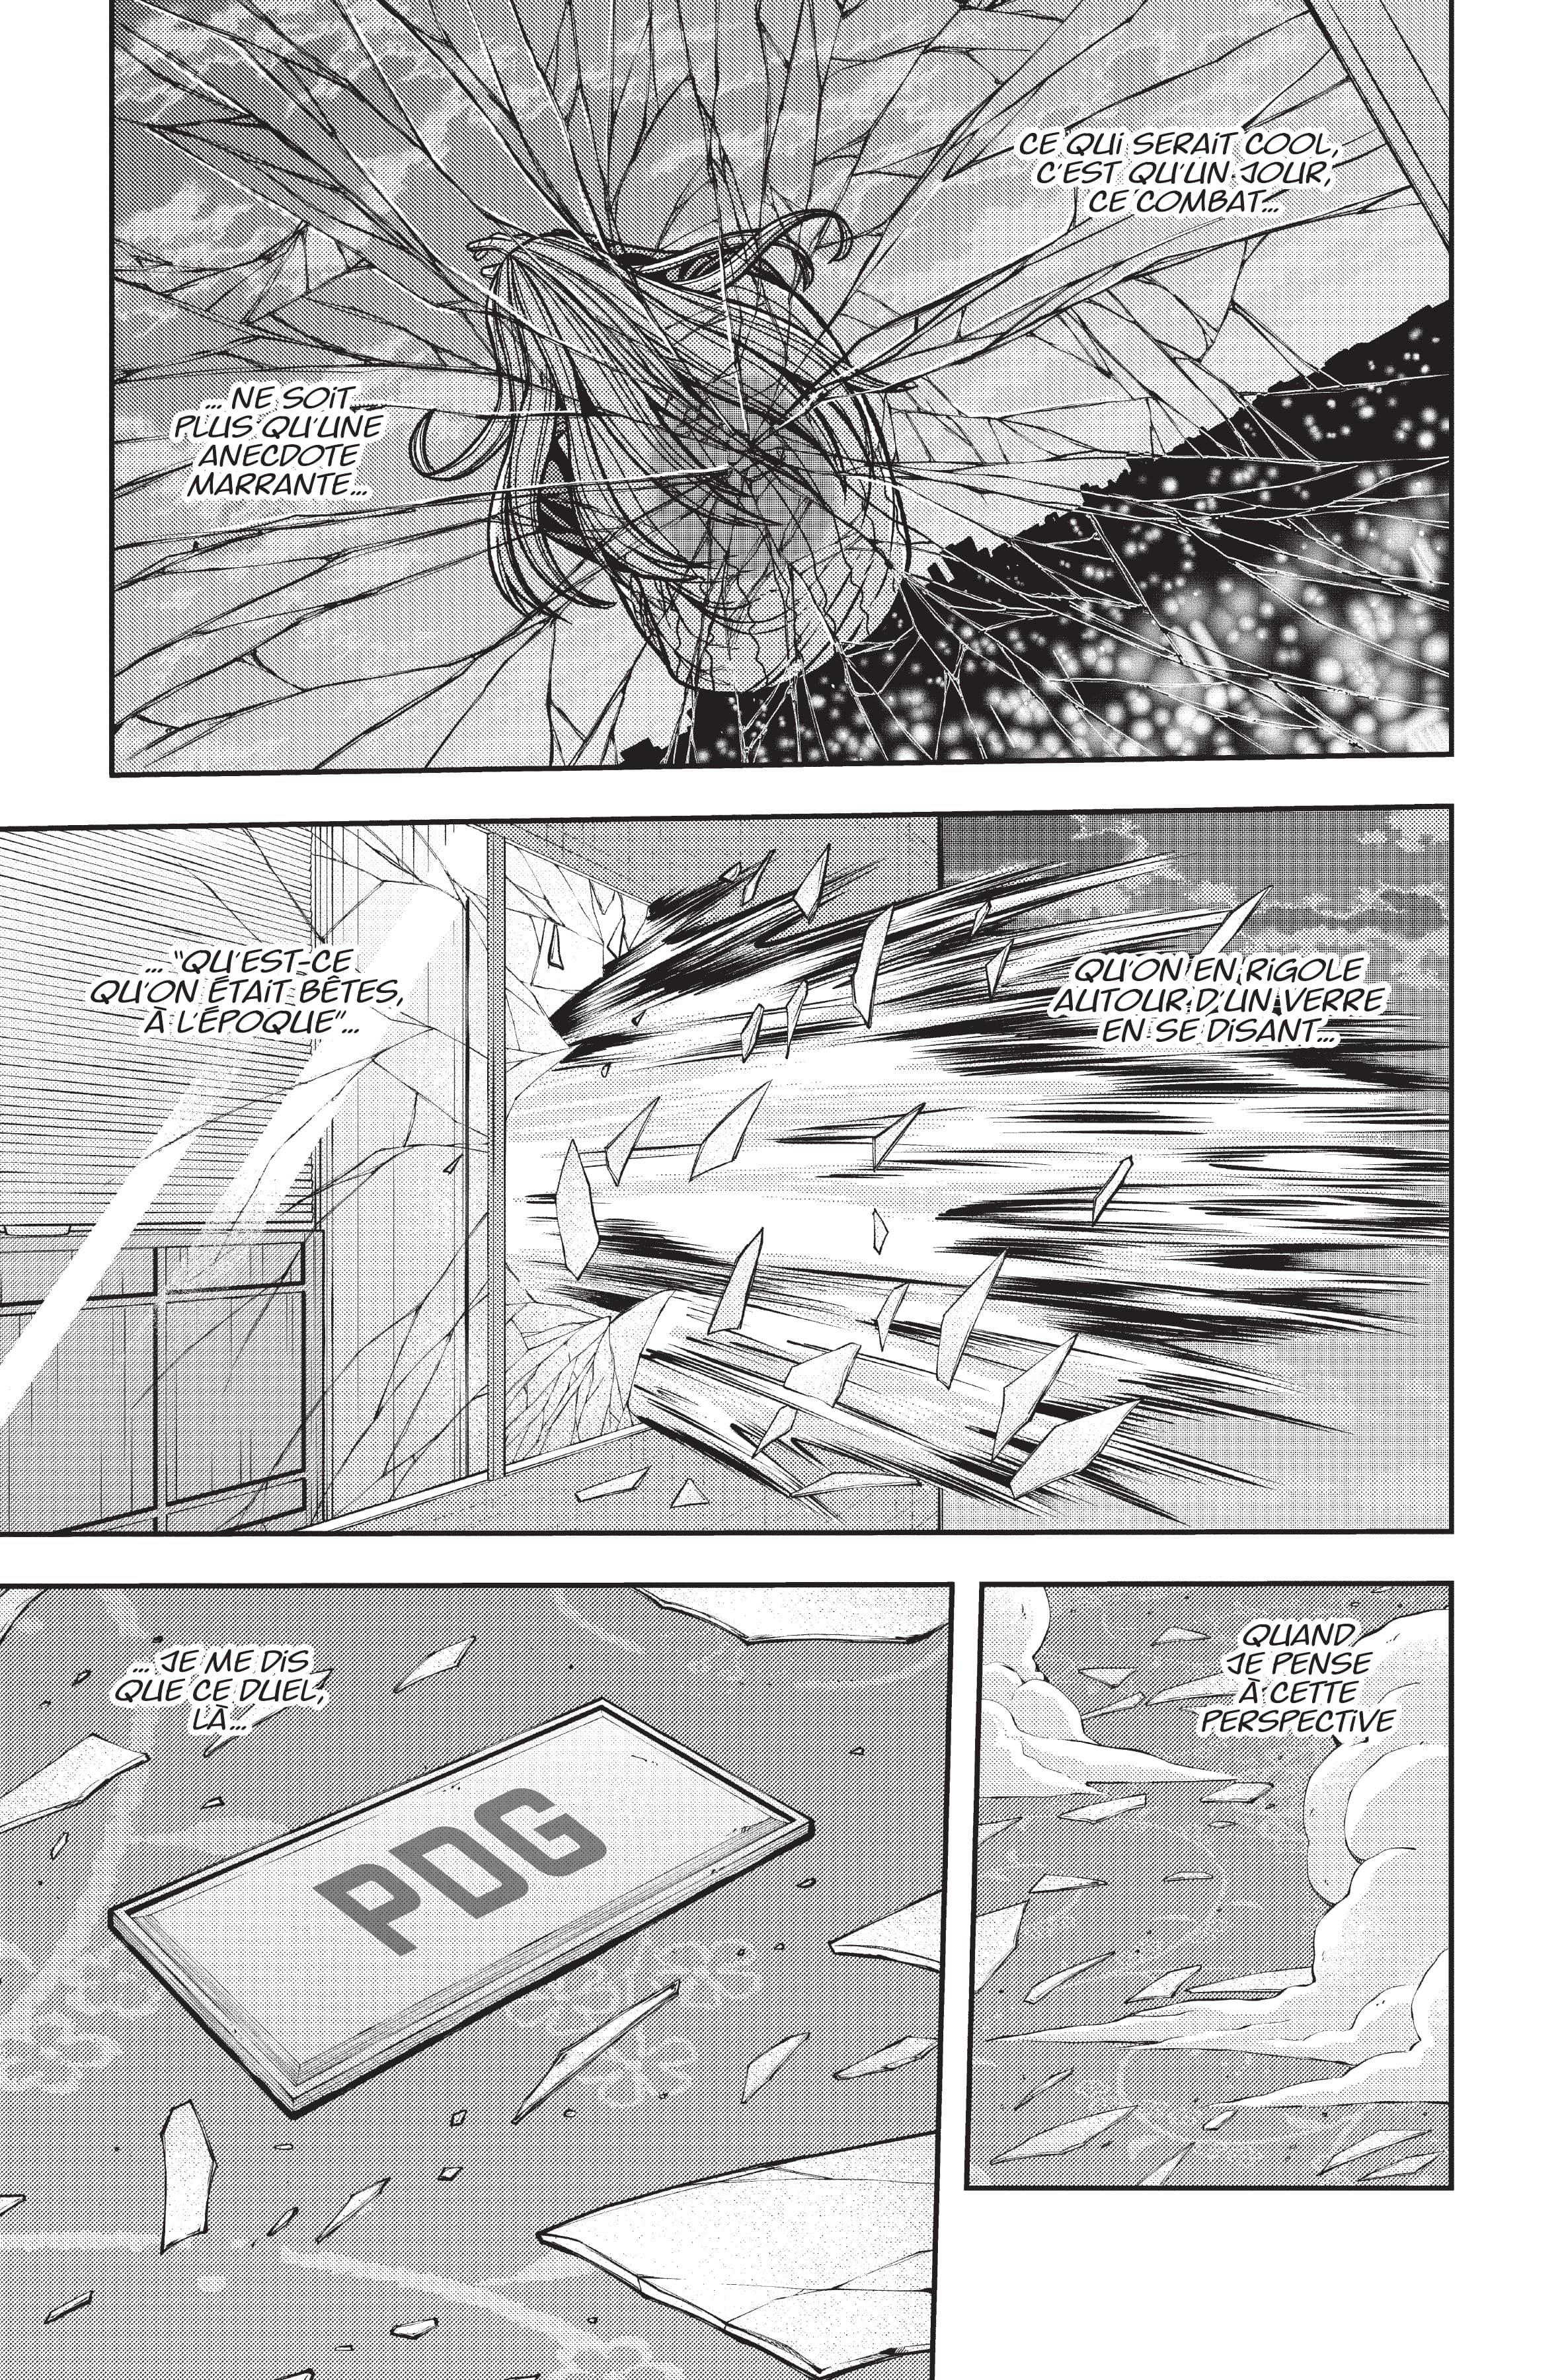 CE QUI SERAIT COOL,
C'EST QU'UN JOUR,
CE COMBAT...
... NE SOIT
PLUS QU'UNE
ANECDOTE
MARRANTE...
QU'ON EN RIGOLE
AUTOUR D'UN VERRE
EN SE DISANT...
... "QU'EST-CE
QU'ON ÉTAIT BÊTES,
À L'ÉPOQUE"...
QUAND
JE PENSE
À CETTE
PERSPECTIVE
... JE ME DIS
QUE CE DUEL,
LÀ...
PDG